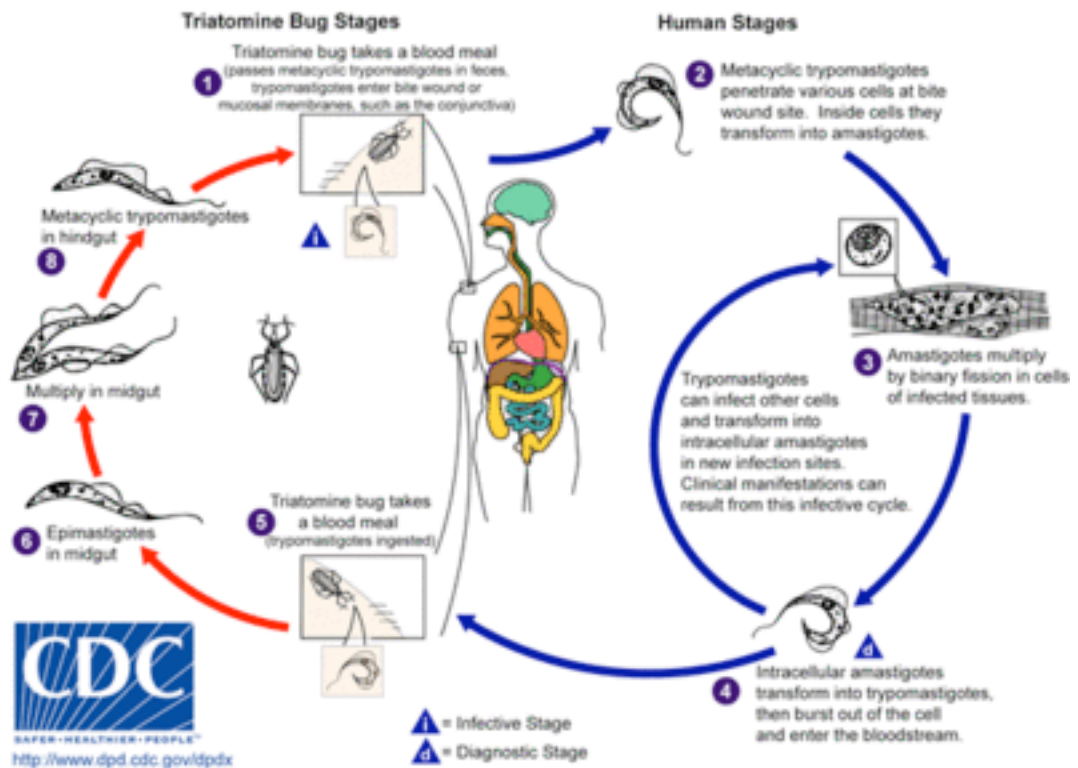 Triatomine Bug Stages
Human Stages
1
Triatomine bug takes a blood meal
(passes metacyclic trypomastigotes in feces,
trypomastigotes enter bite wound or
mucosal membranes, such as the conjunctiva)
i
2
Metacyclic trypomastigotes
penetrate various cells at bite
wound site. Inside cells they
transform into amastigotes.
3
Amastigotes multiply
by binary fission in cells
of infected tissues.
Trypomastigotes
can infect other cells
and transform into
intracellular amastigotes
in new infection sites.
Clinical manifestations can
result from this infective cycle.
d
4
Intracellular amastigotes
transform into trypomastigotes,
then burst out of the cell
and enter the bloodstream.
5
Triatomine bug takes
a blood meal
(trypomastigotes ingested)
6
Epimastigotes
in midgut
Multiply in midgut
7
Metacyclic trypomastigotes
in hindgut
8
i = Infective Stage
d = Diagnostic Stage
CDC
SAFER·HEALTHIER·PEOPLE™
http://www.dpd.cdc.gov/dpdx